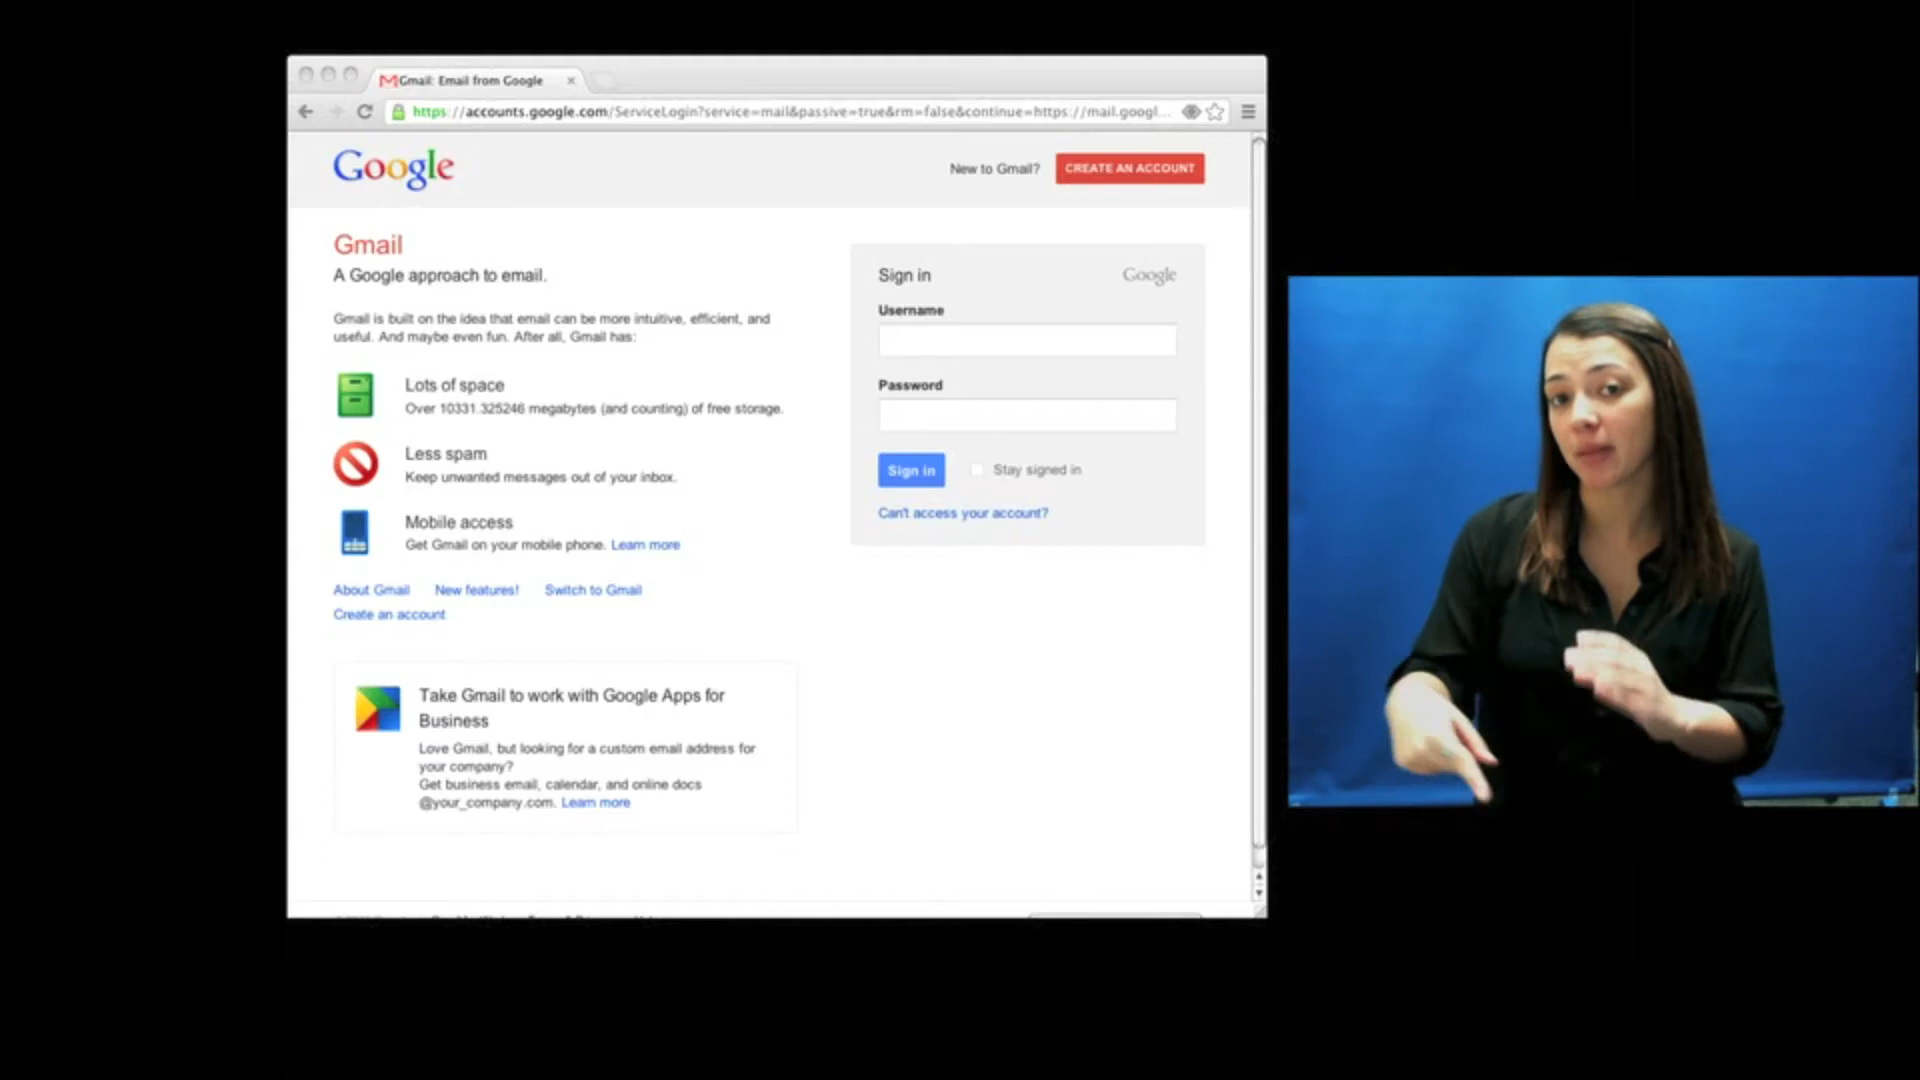 Gmail: Email from Google
https://accounts.google.com/ServiceLogin?service=mail&passive=true&rm=false&continue=https://mail.googl...
Google
New to Gmail? CREATE AN ACCOUNT
Gmail
A Google approach to email.
Gmail is built on the idea that email can be more intuitive, efficient, and
useful. And maybe even fun. After all, Gmail has:
Lots of space
Over 10331.325246 megabytes (and counting) of free storage.
Less spam
Keep unwanted messages out of your inbox.
Mobile access
Get Gmail on your mobile phone. Learn more
About Gmail New features! Switch to Gmail
Create an account
Take Gmail to work with Google Apps for
Business
Love Gmail, but looking for a custom email address for
your company?
Get business email, calendar, and online docs
@your_company.com. Learn more
Sign in Google
Username
Password
Sign in Stay signed in
Can't access your account?